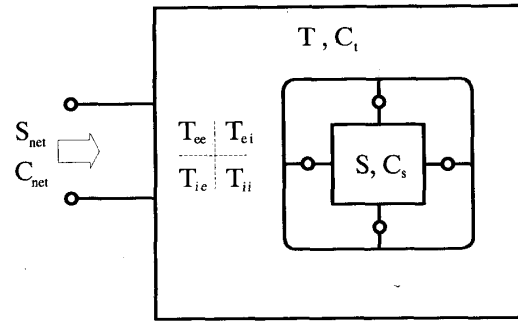 T , C_t
S_net
C_net
T_ee T_ei
T_ie T_ii
S, C_s